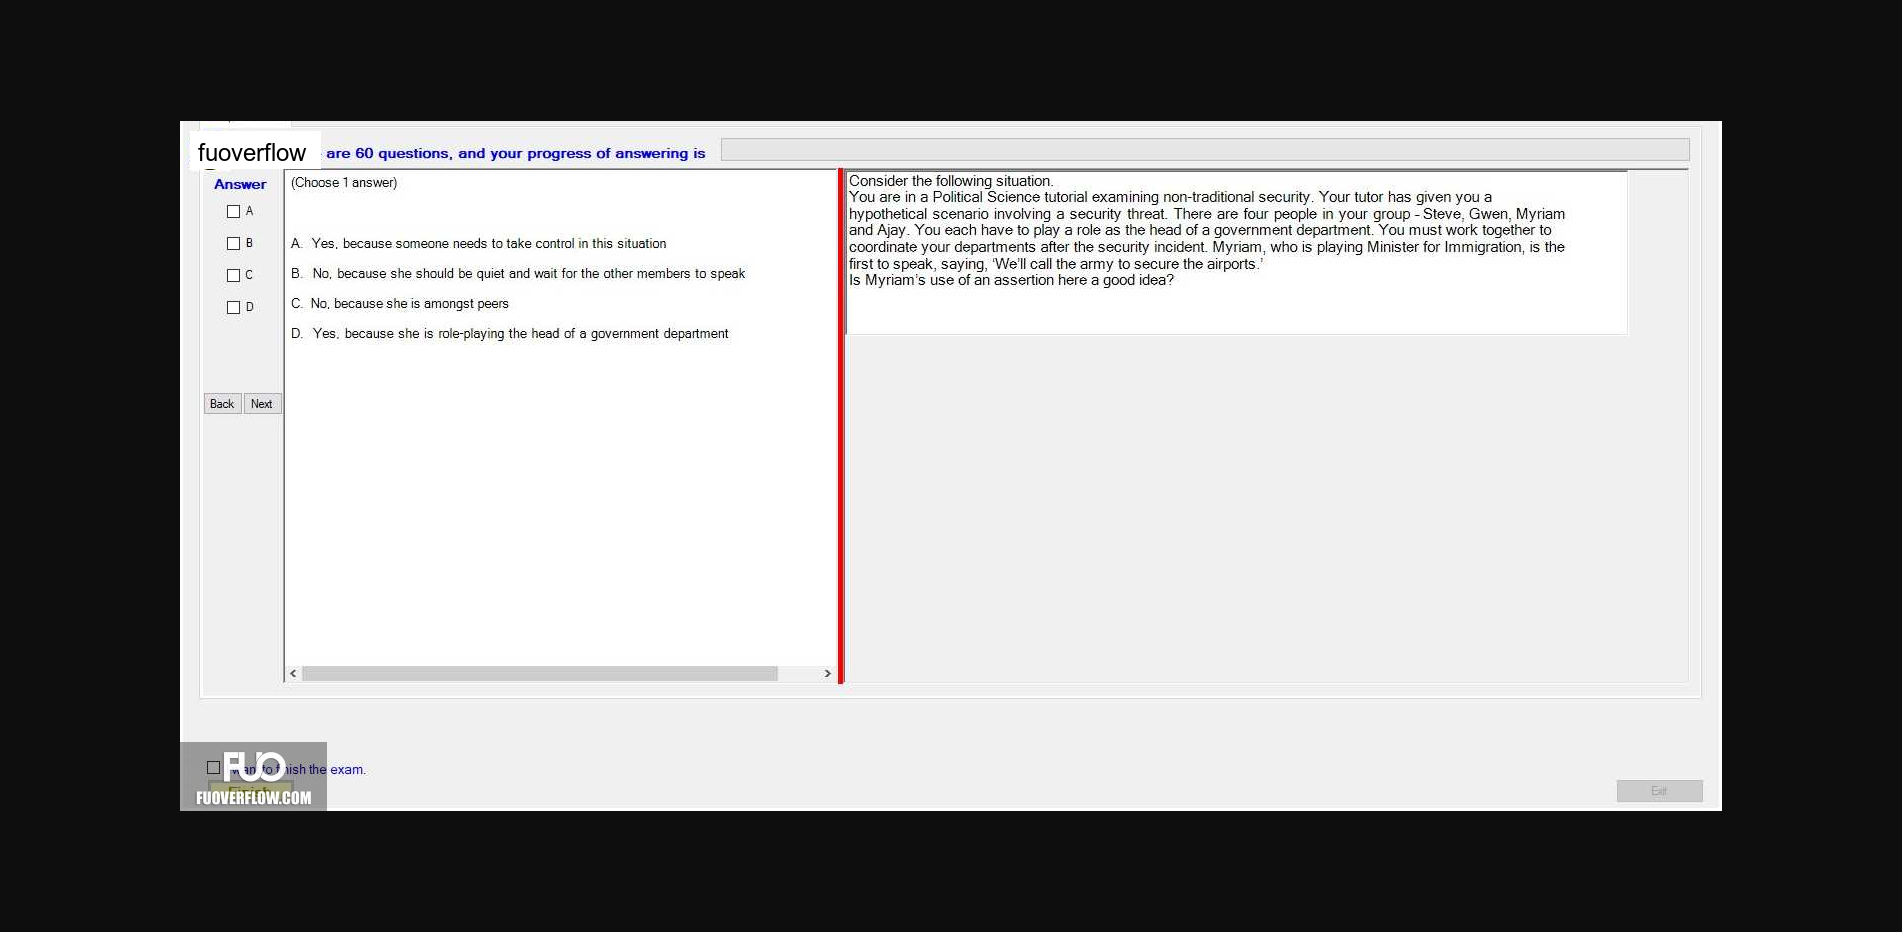 fuoverflow are 60 questions, and your progress of answering is
Answer
A
B
C
D
Back Next
(Choose 1 answer)
A. Yes, because someone needs to take control in this situation
B. No, because she should be quiet and wait for the other members to speak
C. No, because she is amongst peers
D. Yes, because she is role-playing the head of a government department
Consider the following situation.
You are in a Political Science tutorial examining non-traditional security. Your tutor has given you a
hypothetical scenario involving a security threat. There are four people in your group - Steve, Gwen, Myriam
and Ajay. You each have to play a role as the head of a government department. You must work together to
coordinate your departments after the security incident. Myriam, who is playing Minister for Immigration, is the
first to speak, saying, ‘We’ll call the army to secure the airports.’
Is Myriam’s use of an assertion here a good idea?
I want to finish the exam.
Finish
FUO
FUOVERFLOW.COM
Exit